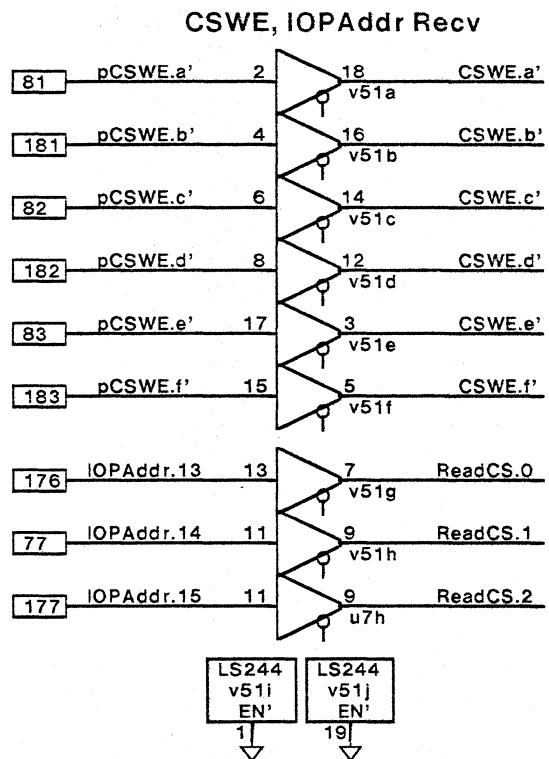 CSWE, IOPAddr Recv
81 pCSWE.a' 2 18 CSWE.a'
v51a
181 pCSWE.b' 4 16 CSWE.b'
v51b
82 pCSWE.c' 6 14 CSWE.c'
v51c
182 pCSWE.d' 8 12 CSWE.d'
v51d
83 pCSWE.e' 17 3 CSWE.e'
v51e
183 pCSWE.f' 15 5 CSWE.f'
v51f
176 IOPAddr.13 13 7 ReadCS.0
v51g
77 IOPAddr.14 11 9 ReadCS.1
v51h
177 IOPAddr.15 11 9 ReadCS.2
u7h
LS244 LS244
v51i v51j
EN' EN'
1 19